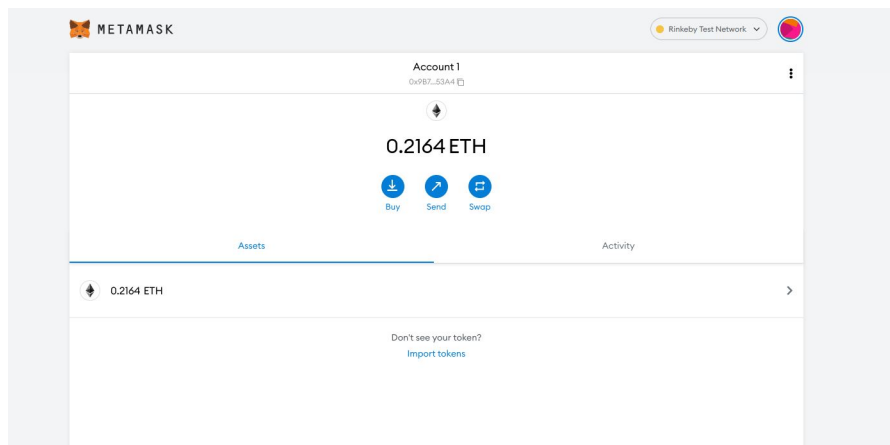 METAMASK
Rinkeby Test Network
Account 1
0x9B7...53A4
0.2164 ETH
Buy Send Swap
Assets Activity
0.2164 ETH
Don't see your token?
Import tokens